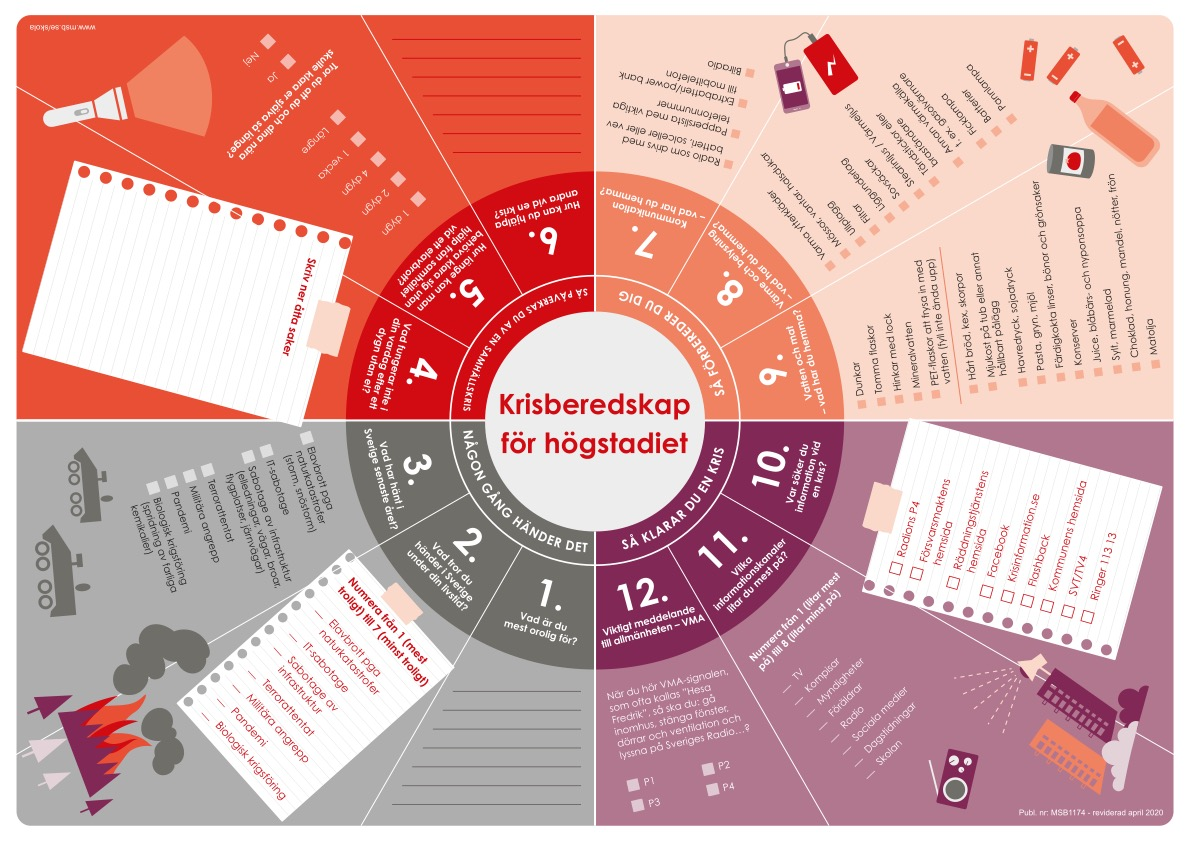 Krisberedskap
för högstadiet
NÅGON GÅNG HÄNDER DET
1.
Vad är du
mest orolig för?
2.
Vad tror du
händer i Sverige
under din livstid?
Numrera från 1 (mest
troligt) till 7 (minst troligt)
Elavbrott pga
naturkatastrofer
IT-sabotage
Sabotage av
infrastruktur
Terrorattentat
Militära angrepp
Pandemi
Biologisk krigsföring
3.
Vad har hänt i
Sverige senaste året?
Elavbrott pga
naturkatastrofer
(storm, snöstorm)
IT-sabotage
Sabotage av infrastruktur
(elledningar, vägar, broar,
flygplatser, järnvägar)
Terrorattentat
Militära angrepp
Pandemi
Biologisk krigsföring
(spridning av farliga
kemikalier)
SÅ PÅVERKAS DU AV EN SAMHÄLLSKRIS
4.
Vad fungerar inte i
din vardag efter ett
dygn utan el?
Skriv ner åtta saker
5.
Hur länge kan man
behöva klara sig utan
hjälp från samhället
vid ett elavbrott?
1 dygn
2 dygn
4 dygn
1 vecka
Längre
Tror du att du och dina nära
skulle klara er själva så länge?
Ja
Nej
6.
Hur kan du hjälpa
andra vid en kris?
www.msb.se/skola
SÅ FÖRBEREDER DU DIG
7.
Kommunikation
– vad har du hemma?
Radio som drivs med
batteri, solceller eller vev
Papperslista med viktiga
telefonnummer
Extrabatteri/power bank
till mobiltelefon
Bilradio
8.
Värme och belysning
– vad har du hemma?
Varma ytterkläder
Mössor, vantar, halsdukar
Ullplagg
Filtar
Liggunderlag
Sovsäckar
Stearinljus / Värmeljus
Tändstickor eller
braständare
Annan värmekälla
t. ex. gasolvärmare
Ficklampa
Batterier
Pannlampa
9.
Vatten och mat
– vad har du hemma?
Dunkar
Tomma flaskor
Hinkar med lock
Mineralvatten
PET-flaskor att frysa in med
vatten (fyll inte ända upp)
Hårt bröd, kex, skorpor
Mjukost på tub eller annat
hållbart pålägg
Havredryck, sojadryck
Pasta, gryn, mjöl
Färdigkokta linser, bönor och grönsaker
Konserver
Juice, blåbärs- och nyponsoppa
Sylt, marmelad
Choklad, honung, mandel, nötter, frön
Matolja
SÅ KLARAR DU EN KRIS
10.
Var söker du
information vid
en kris?
Radions P4
Försvarsmaktens
hemsida
Räddningstjänstens
hemsida
Facebook
Krisinformation.se
Flashback
Kommunens hemsida
SVT/TV4
Ringer 113 13
11.
Vilka
informationskanaler
litar du mest på?
Numrera från 1 (litar mest
på) till 8 (litar minst på)
TV
Kompisar
Myndigheter
Föräldrar
Radio
Sociala medier
Dagstidningar
Skolan
12.
Viktigt meddelande
till allmänheten – VMA
När du hör VMA-signalen,
som ofta kallas ”Hesa
Fredrik”, så ska du: gå
inomhus, stänga fönster,
dörrar och ventilation och
lyssna på Sveriges Radio…?
P1
P2
P3
P4
Publ. nr: MSB1174 - reviderad april 2020